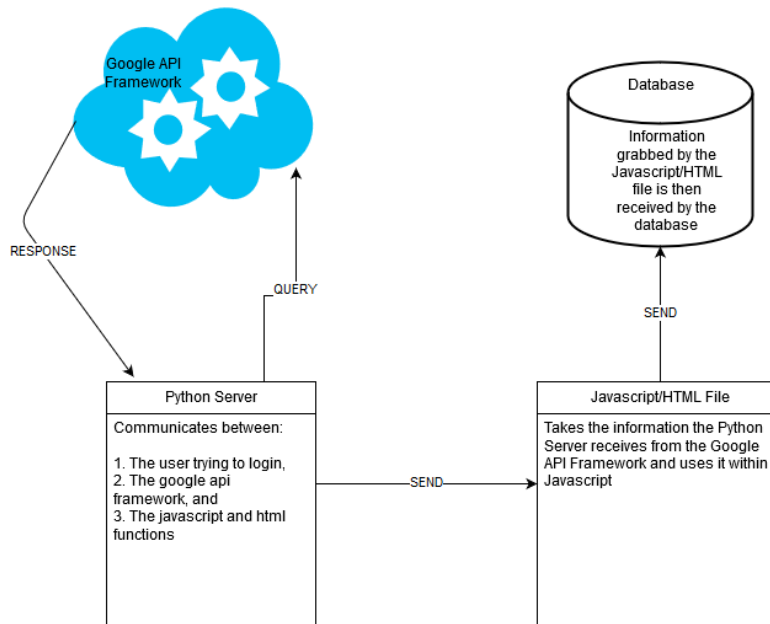 Google API
Framework
Database
Information
grabbed by the
Javascript/HTML
file is then
received by the
database
RESPONSE
QUERY
SEND
Python Server
Communicates between:
1. The user trying to login,
2. The google api
framework, and
3. The javascript and html
functions
SEND
Javascript/HTML File
Takes the information the Python
Server receives from the Google
API Framework and uses it within
Javascript